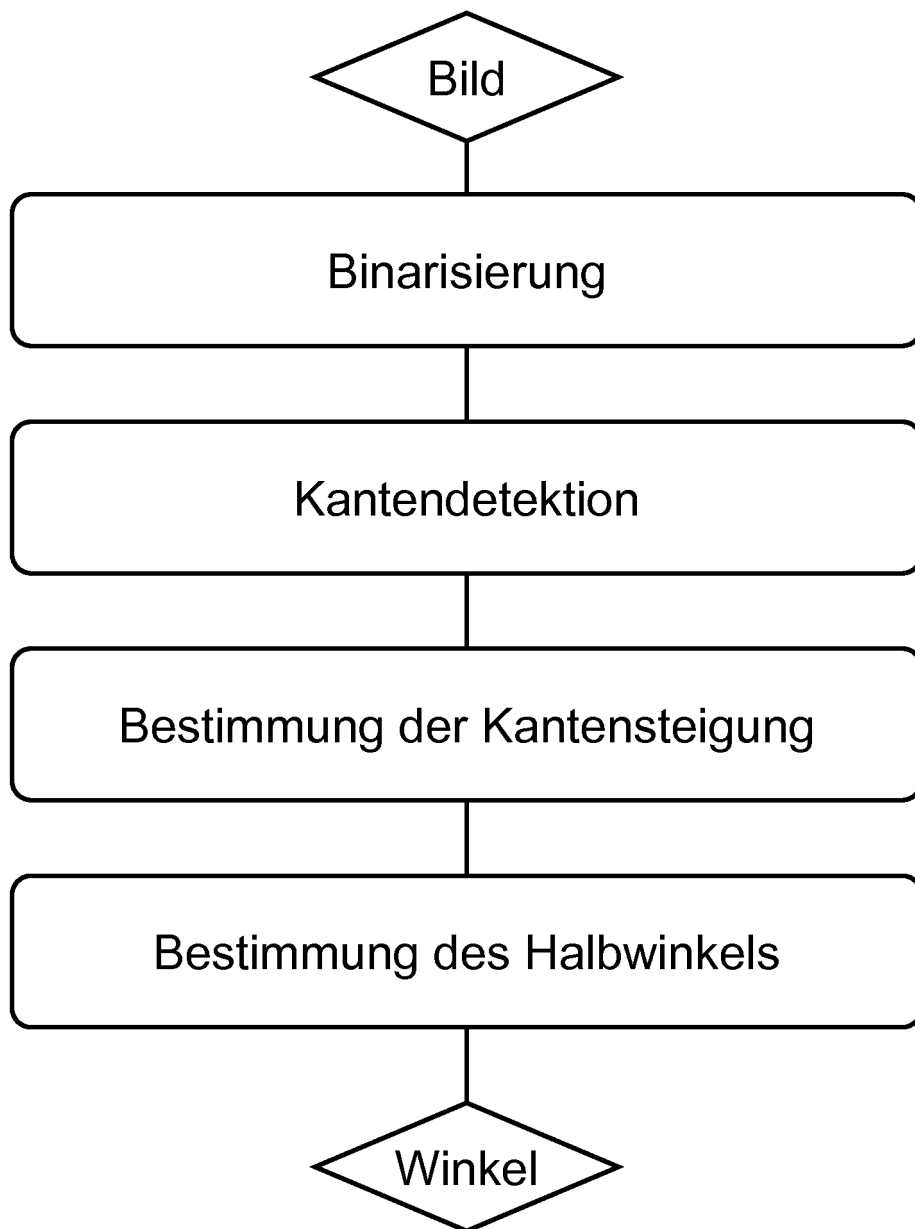 Bild
Binarisierung
Kantendetektion
Bestimmung der Kantensteigung
Bestimmung des Halbwinkels
Winkel